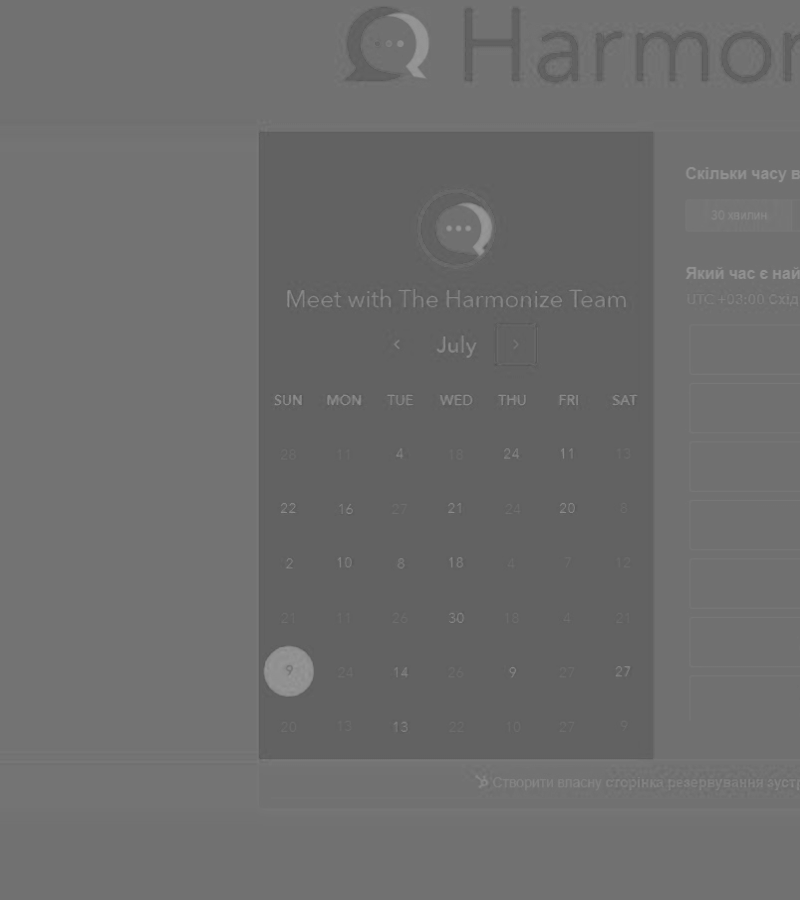 Harmon
Скільки часу в
30 хвилин
Meet with The Harmonize Team
Який час є най
UTC +03:00 Схід
July
SUN MON TUE WED THU FRI SAT
28 11 4 18 24 11 13
22 16 27 21 24 20 8
2 10 8 18 4 7 12
21 11 26 30 18 4 21
9 24 14 26 9 27 27
20 13 13 22 10 27 9
Створити власну сторінка резервування зустр